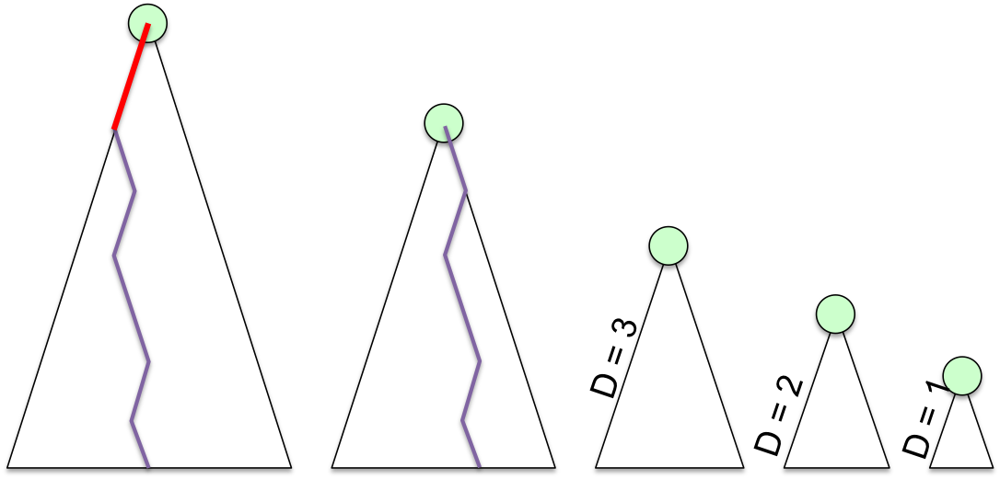 D = 3
D = 2
D = 1